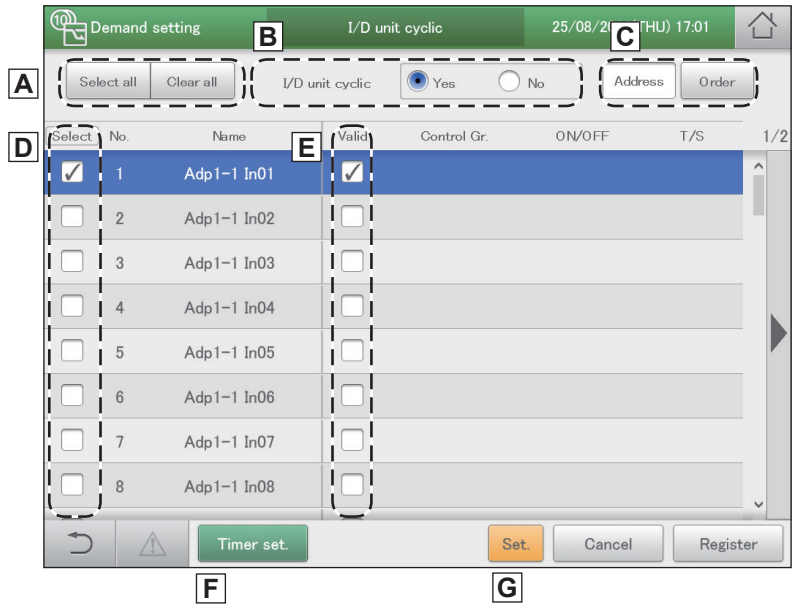 10 Demand setting I/D unit cyclic 25/08/2 (THU) 17:01
B C
A Select all Clear all I/D unit cyclic Yes No Address Order
D Select No. Name E Valid Control Gr. ON/OFF T/S 1/2
1 Adp1-1 In01
2 Adp1-1 In02
3 Adp1-1 In03
4 Adp1-1 In04
5 Adp1-1 In05
6 Adp1-1 In06
7 Adp1-1 In07
8 Adp1-1 In08
Timer set. Set. Cancel Register
F G